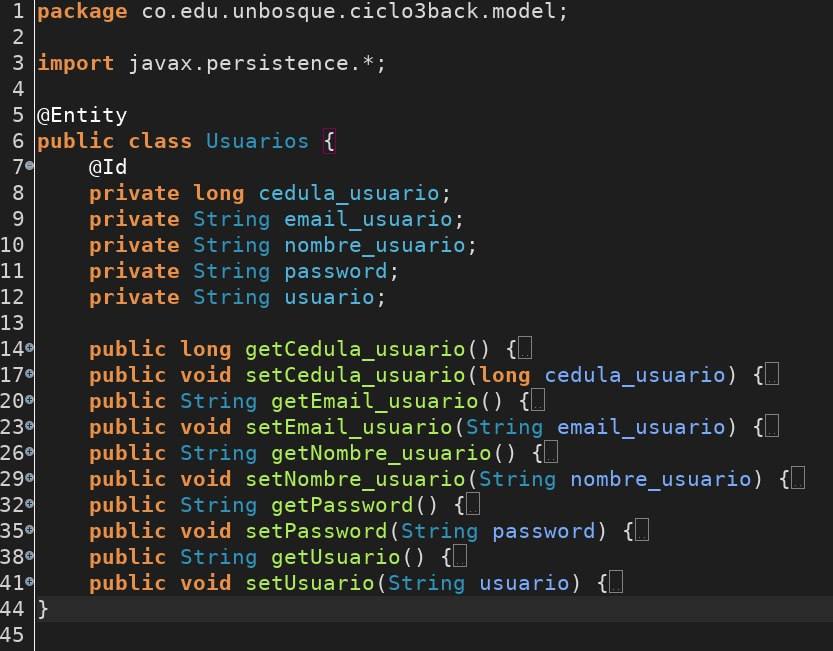 1 package co.edu.unbosque.ciclo3back.model;
2
3 import javax.persistence.*;
4
5 @Entity
6 public class Usuarios {
7 @Id
8 private long cedula_usuario;
9 private String email_usuario;
10 private String nombre_usuario;
11 private String password;
12 private String usuario;
13
14 public long getCedula_usuario() {
17 public void setCedula_usuario(long cedula_usuario) {
20 public String getEmail_usuario() {
23 public void setEmail_usuario(String email_usuario) {
26 public String getNombre_usuario() {
29 public void setNombre_usuario(String nombre_usuario) {
32 public String getPassword() {
35 public void setPassword(String password) {
38 public String getUsuario() {
41 public void setUsuario(String usuario) {
44 }
45